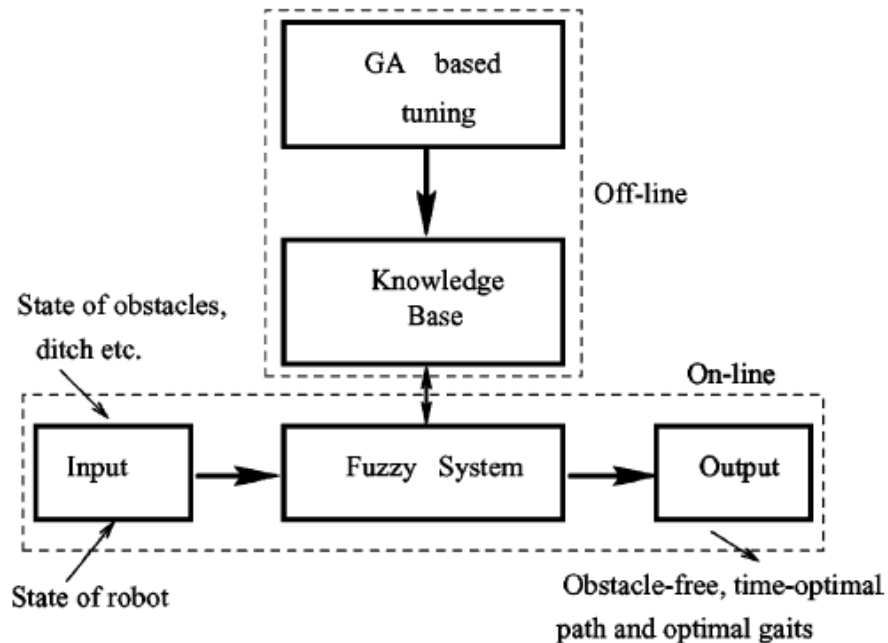 GA based
tuning
Off-line
Knowledge
Base
State of obstacles,
ditch etc.
On-line
Input
Fuzzy System
Output
State of robot
Obstacle-free, time-optimal
path and optimal gaits